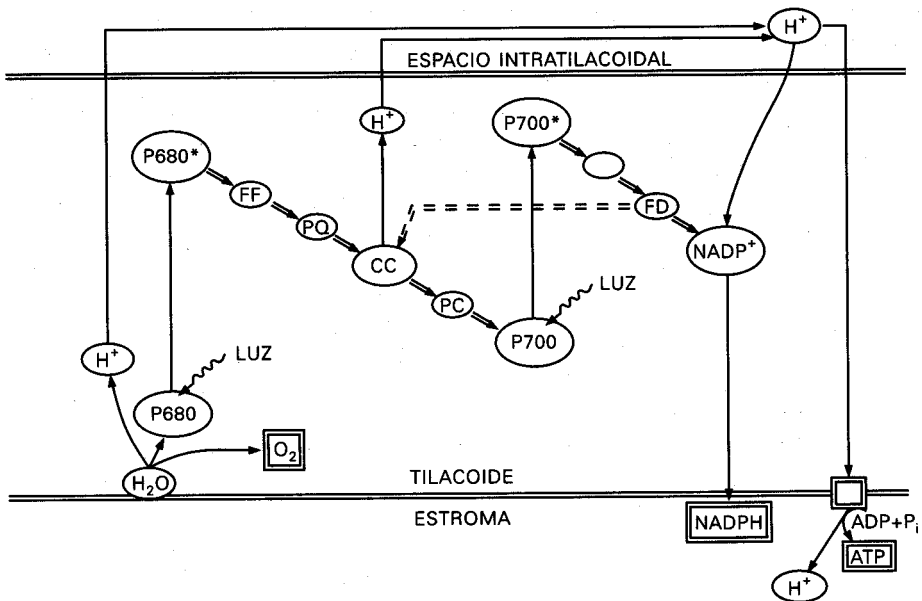 H⁺
ESPACIO INTRATILACOIDAL
H⁺
P700*
P680*
FF
FD
PQ
NADP⁺
CC
LUZ
PC
P700
H⁺
LUZ
P680
O₂
H₂O
TILACOIDE
ESTROMA
NADPH
ADP+Pᵢ
ATP
H⁺